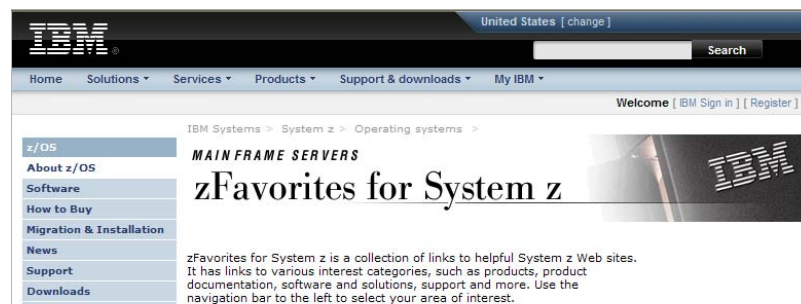 United States [ change ]
IBM®
Search
Home Solutions Services Products Support & downloads My IBM
Welcome [ IBM Sign in ] [ Register ]
IBM Systems > System z > Operating systems >
z/OS
About z/OS
Software
How to Buy
Migration & Installation
News
Support
Downloads
MAINFRAME SERVERS
zFavorites for System z
IBM
zFavorites for System z is a collection of links to helpful System z Web sites.
It has links to various interest categories, such as products, product
documentation, software and solutions, support and more. Use the
navigation bar to the left to select your area of interest.